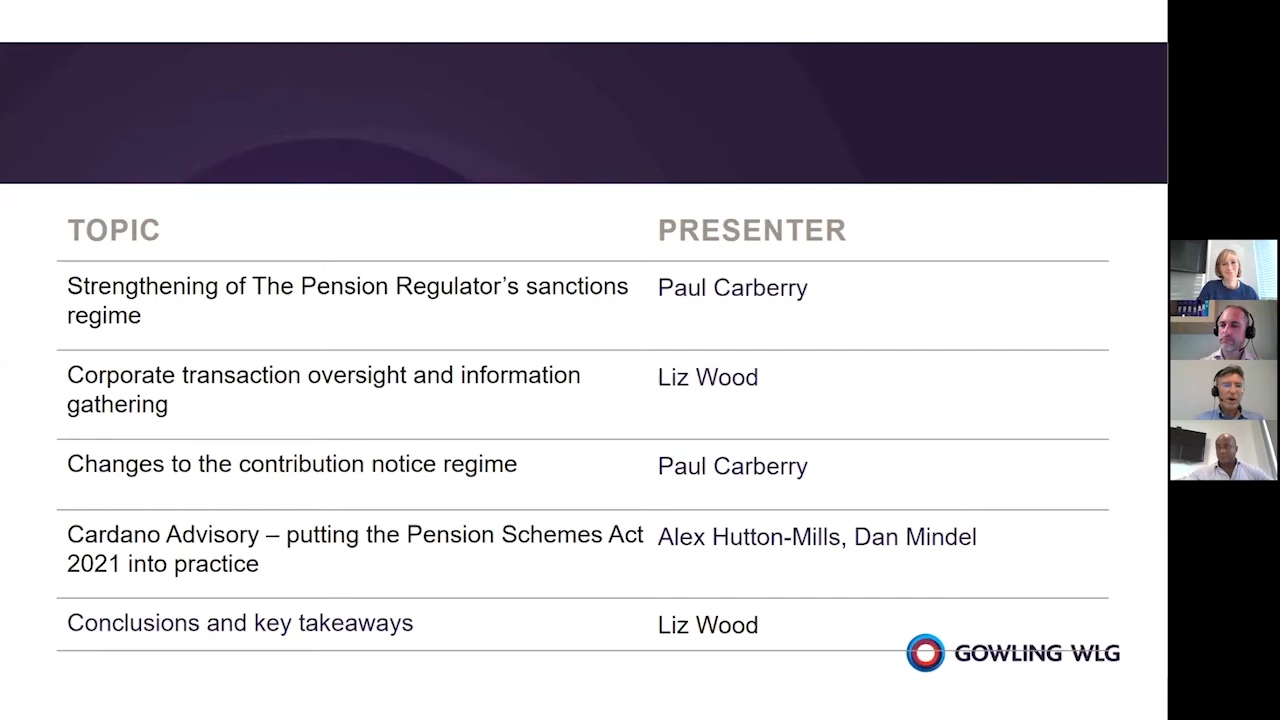 TOPIC
PRESENTER
Strengthening of The Pension Regulator’s sanctions
regime
Paul Carberry
Corporate transaction oversight and information
gathering
Liz Wood
Changes to the contribution notice regime
Paul Carberry
Cardano Advisory – putting the Pension Schemes Act
2021 into practice
Alex Hutton-Mills, Dan Mindel
Conclusions and key takeaways
Liz Wood
GOWLING WLG